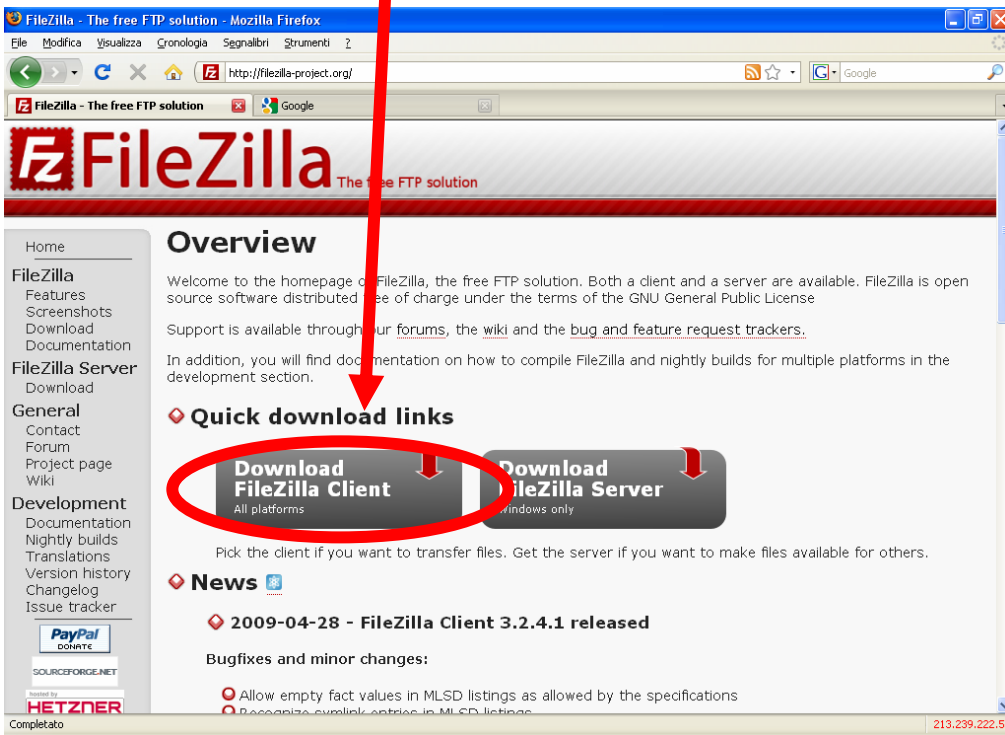 FileZilla - The free FTP solution - Mozilla Firefox
File Modifica Visualizza Cronologia Segnalibri Strumenti ?
http://filezilla-project.org/
Google
FileZilla - The free FTP solution
Google
FileZilla The free FTP solution
Home
FileZilla
Features
Screenshots
Download
Documentation
FileZilla Server
Download
General
Contact
Forum
Project page
Wiki
Development
Documentation
Nightly builds
Translations
Version history
Changelog
Issue tracker
PayPal
DONATE
SOURCEFORGE.NET
hosted by
HETZNER
Overview
Welcome to the homepage of FileZilla, the free FTP solution. Both a client and a server are available. FileZilla is open
source software distributed free of charge under the terms of the GNU General Public License
Support is available through our forums, the wiki and the bug and feature request trackers.
In addition, you will find documentation on how to compile FileZilla and nightly builds for multiple platforms in the
development section.
Quick download links
Download
FileZilla Client
All platforms
Download
FileZilla Server
Windows only
Pick the client if you want to transfer files. Get the server if you want to make files available for others.
News
2009-04-28 - FileZilla Client 3.2.4.1 released
Bugfixes and minor changes:
Allow empty fact values in MLSD listings as allowed by the specifications
Recognize symlink entries in MLSD listings
Completato
213.239.222.5